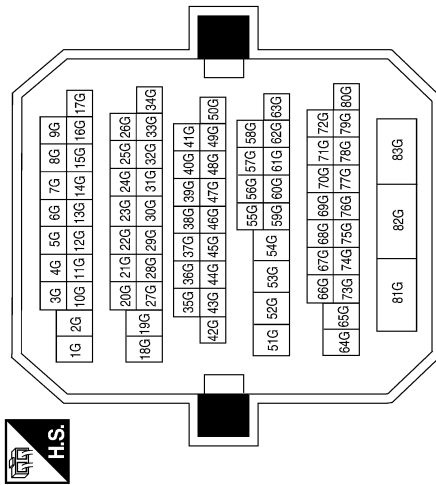 H.S.
3G 4G 5G 6G 7G 8G 9G
1G 2G 10G 11G 12G 13G 14G 15G 16G 17G
20G 21G 22G 23G 24G 25G 26G
18G 19G 27G 28G 29G 30G 31G 32G 33G 34G
35G 36G 37G 38G 39G 40G 41G
42G 43G 44G 45G 46G 47G 48G 49G 50G
55G 56G 57G 58G
51G 52G 53G 54G 59G 60G 61G 62G 63G
66G 67G 68G 69G 70G 71G 72G
64G 65G 73G 74G 75G 76G 77G 78G 79G 80G
81G 82G 83G